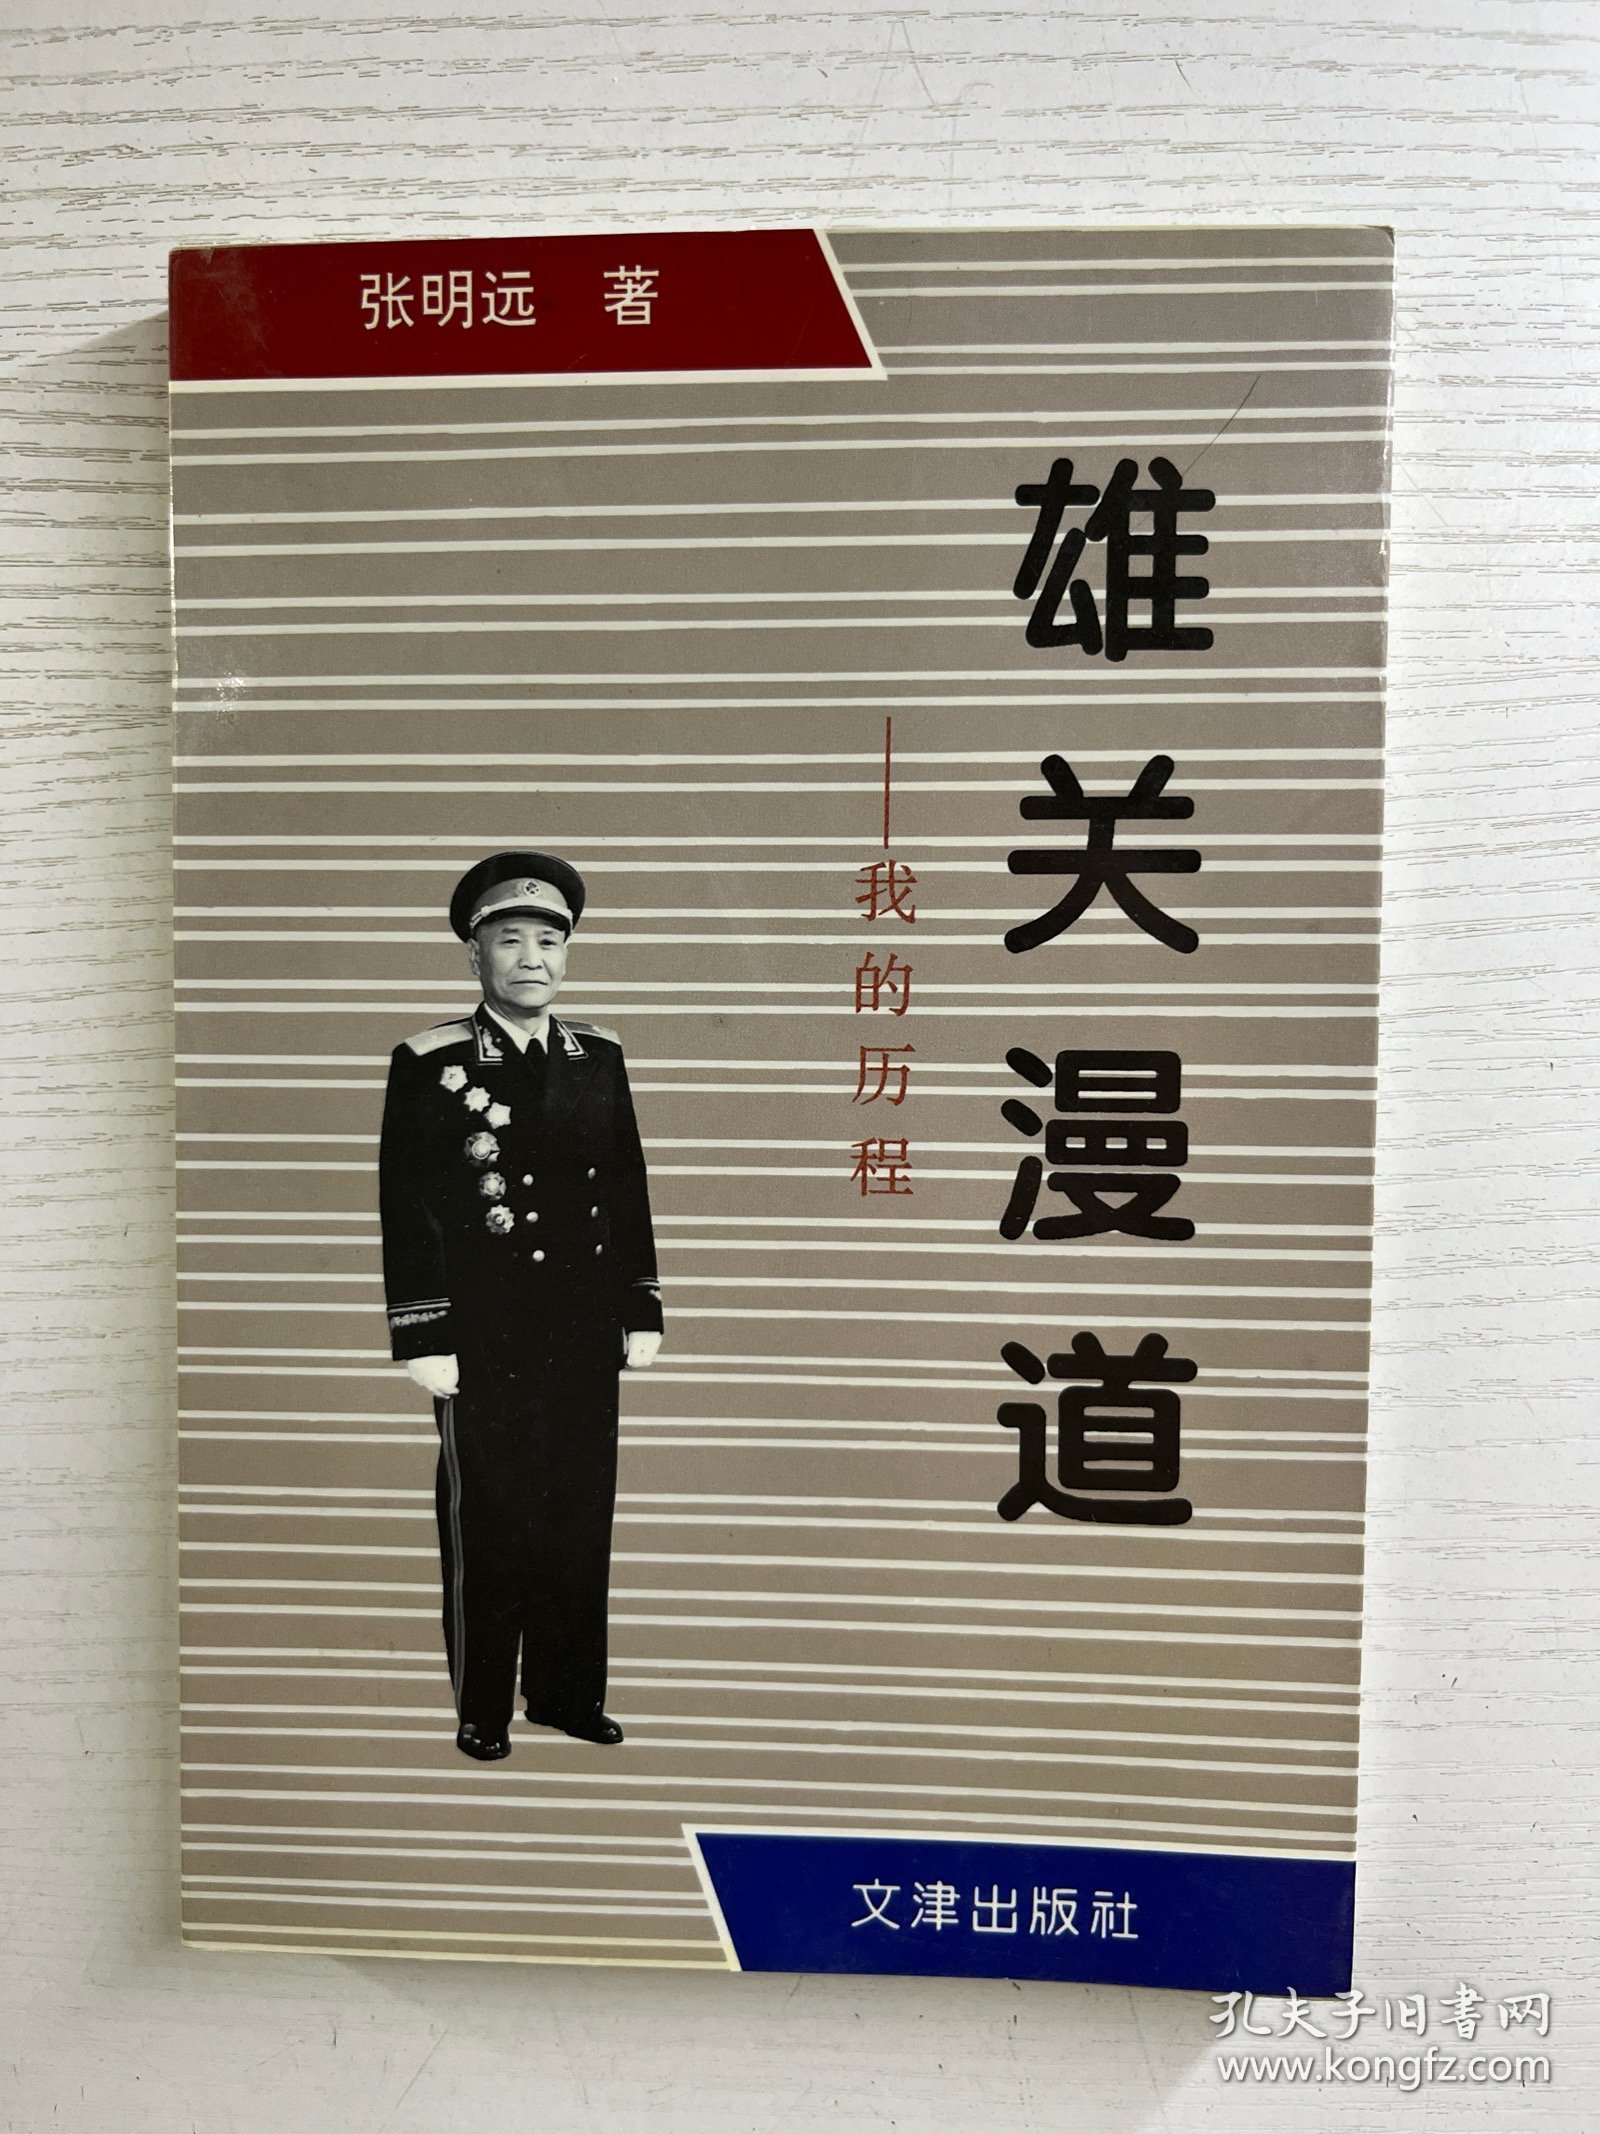 张明远 著
雄关漫道
——我的历程
文津出版社
孔夫子旧书网
www.kongfz.com